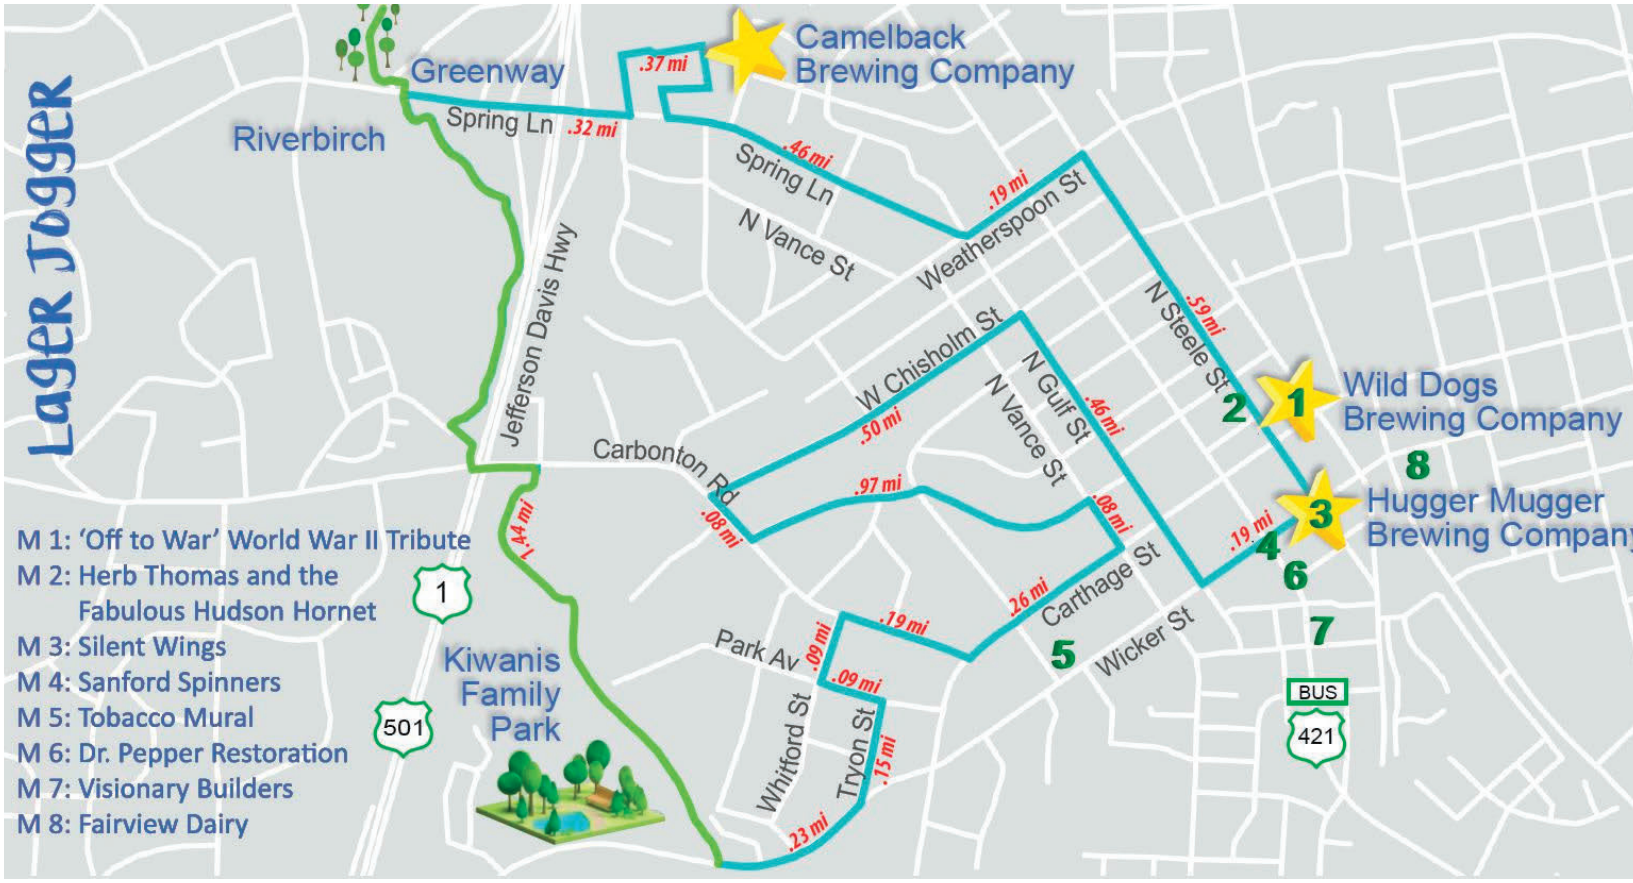 Lager Jogger
Camelback
Brewing Company
.37 mi
Greenway
Spring Ln
.32 mi
Riverbirch
.46 mi
Spring Ln
.19 mi
Weatherspoon St
N Vance St
Jefferson Davis Hwy
.59 mi
N Steele St
W Chisholm St
.50 mi
N Gulf St
.46 mi
N Vance St
1
2
Wild Dogs
Brewing Company
8
Carbonton Rd
.08 mi
.97 mi
.08 mi
3
Hugger Mugger
Brewing Company
.19 mi
4
6
7
1.44 mi
M 1: ‘Off to War’ World War II Tribute
M 2: Herb Thomas and the
Fabulous Hudson Hornet
M 3: Silent Wings
M 4: Sanford Spinners
M 5: Tobacco Mural
M 6: Dr. Pepper Restoration
M 7: Visionary Builders
M 8: Fairview Dairy
1
501
Kiwanis
Family
Park
.26 mi
Carthage St
5
Wicker St
.19 mi
.09 mi
Park Av
.09 mi
Whitford St
Tryon St
.15 mi
.23 mi
BUS
421